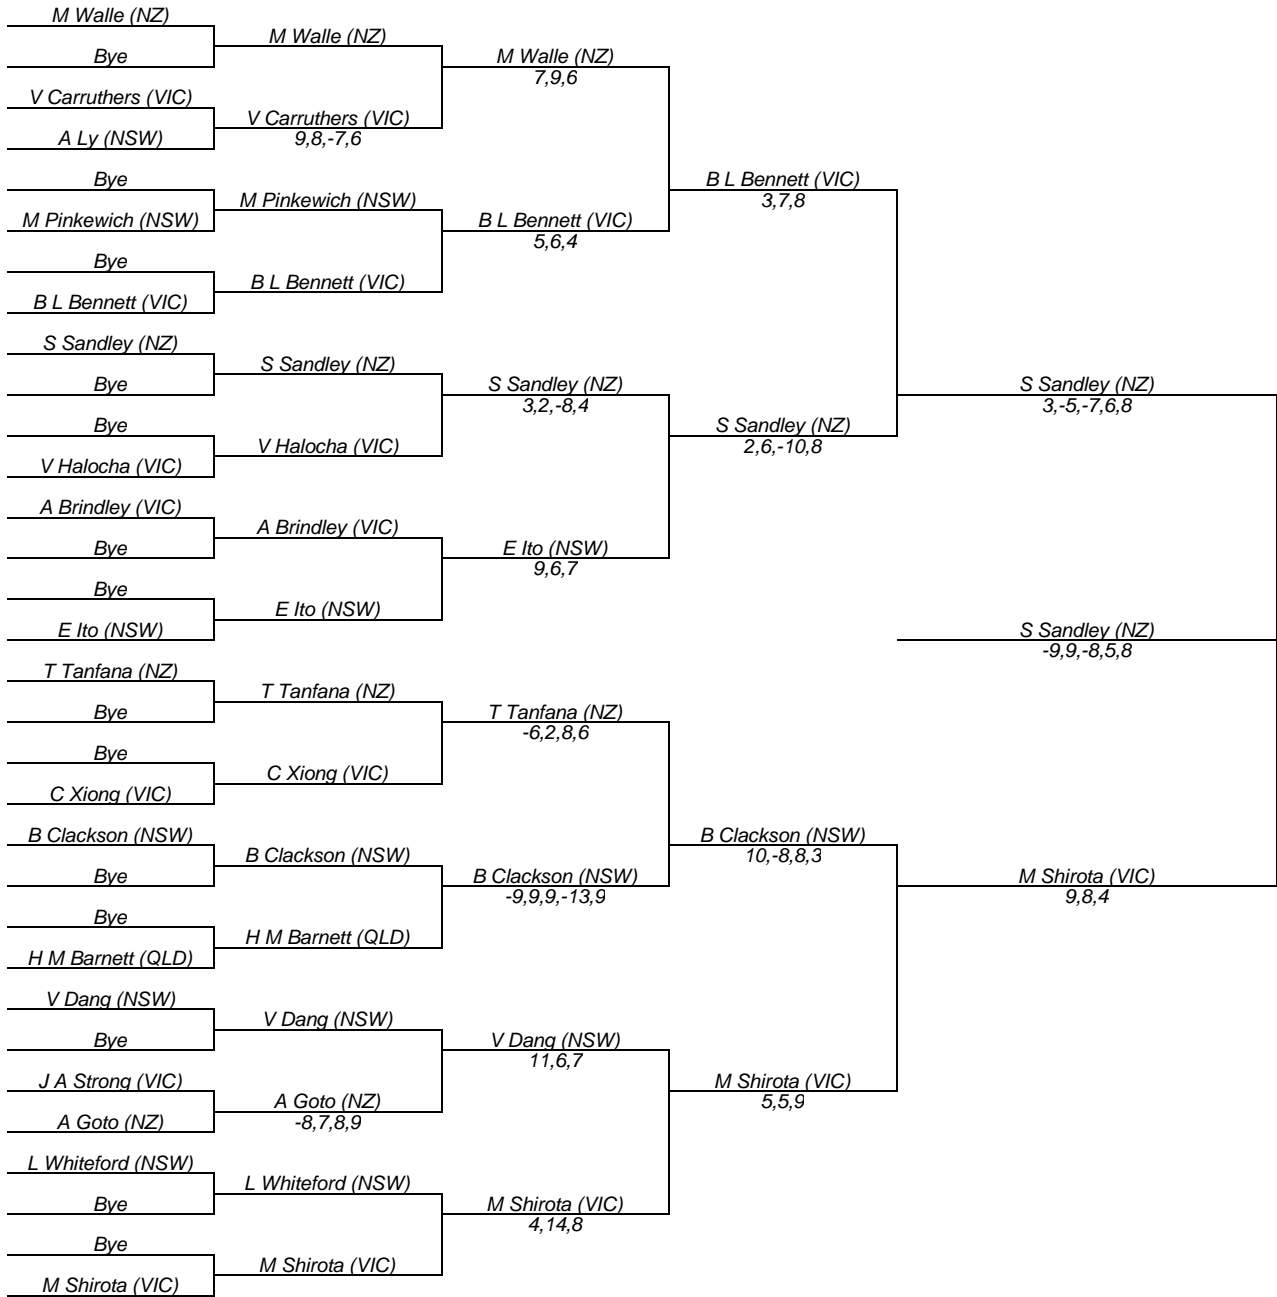 M Walle (NZ)
Bye
V Carruthers (VIC)
A Ly (NSW)
Bye
M Pinkewich (NSW)
Bye
B L Bennett (VIC)
S Sandley (NZ)
Bye
Bye
V Halocha (VIC)
A Brindley (VIC)
Bye
Bye
E Ito (NSW)
T Tanfana (NZ)
Bye
Bye
C Xiong (VIC)
B Clackson (NSW)
Bye
Bye
H M Barnett (QLD)
V Dang (NSW)
Bye
J A Strong (VIC)
A Goto (NZ)
L Whiteford (NSW)
Bye
Bye
M Shirota (VIC)
M Walle (NZ)
V Carruthers (VIC)
9,8,-7,6
M Pinkewich (NSW)
B L Bennett (VIC)
S Sandley (NZ)
V Halocha (VIC)
A Brindley (VIC)
E Ito (NSW)
T Tanfana (NZ)
C Xiong (VIC)
B Clackson (NSW)
H M Barnett (QLD)
V Dang (NSW)
A Goto (NZ)
-8,7,8,9
L Whiteford (NSW)
M Shirota (VIC)
M Walle (NZ)
7,9,6
B L Bennett (VIC)
5,6,4
S Sandley (NZ)
3,2,-8,4
E Ito (NSW)
9,6,7
T Tanfana (NZ)
-6,2,8,6
B Clackson (NSW)
-9,9,9,-13,9
V Dang (NSW)
11,6,7
M Shirota (VIC)
4,14,8
B L Bennett (VIC)
3,7,8
S Sandley (NZ)
2,6,-10,8
B Clackson (NSW)
10,-8,8,3
M Shirota (VIC)
5,5,9
S Sandley (NZ)
3,-5,-7,6,8
S Sandley (NZ)
-9,9,-8,5,8
M Shirota (VIC)
9,8,4